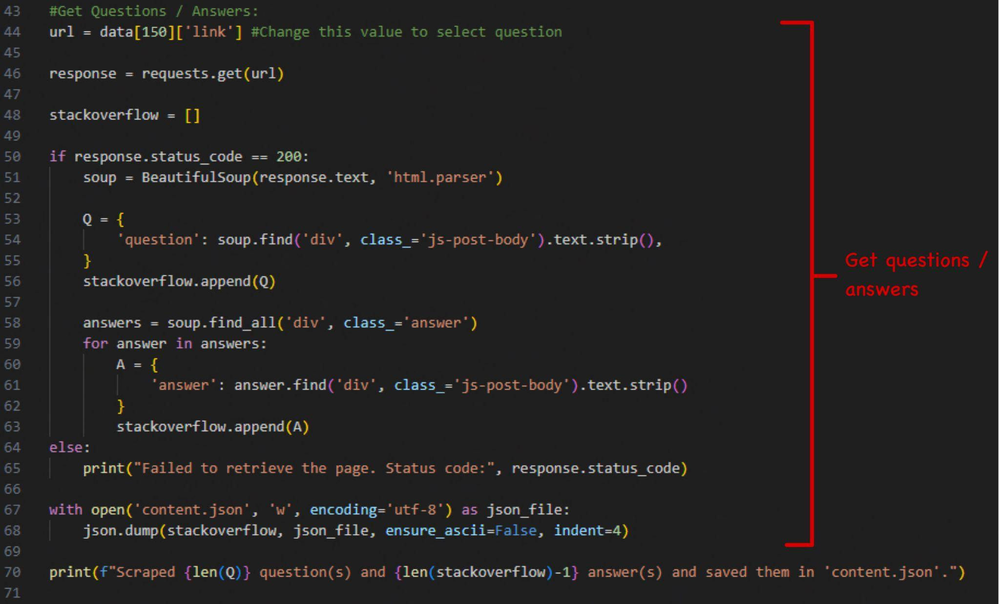 43 #Get Questions / Answers:
44 url = data[150]['link'] #Change this value to select question
45
46 response = requests.get(url)
47
48 stackoverflow = []
49
50 if response.status_code == 200:
51     soup = BeautifulSoup(response.text, 'html.parser')
52
53     Q = {
54         'question': soup.find('div', class_='js-post-body').text.strip(),
55     }
56     stackoverflow.append(Q)
57
58     answers = soup.find_all('div', class_='answer')
59     for answer in answers:
60         A = {
61             'answer': answer.find('div', class_='js-post-body').text.strip()
62         }
63         stackoverflow.append(A)
64 else:
65     print("Failed to retrieve the page. Status code:", response.status_code)
66
67 with open('content.json', 'w', encoding='utf-8') as json_file:
68     json.dump(stackoverflow, json_file, ensure_ascii=False, indent=4)
69
70 print(f"Scraped {len(Q)} question(s) and {len(stackoverflow)-1} answer(s) and saved them in 'content.json'.")
71
Get questions /
answers